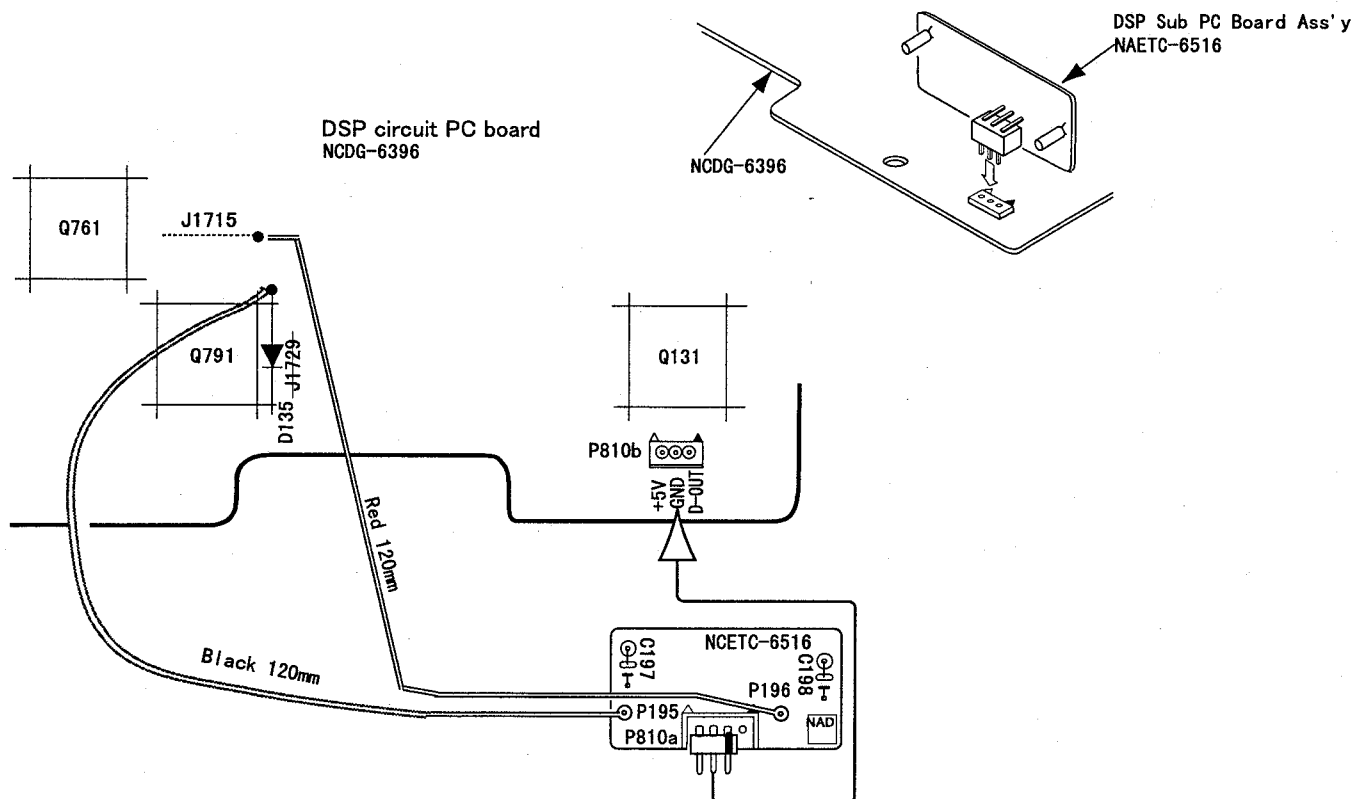 DSP Sub PC Board Ass'y
NAETC-6516
DSP circuit PC board
NCDG-6396
NCDG-6396
Q761
J1715
Q791
J1729
D135
Q131
P810b
+5V
GND
D-OUT
Red 120mm
Black 120mm
NCETC-6516
C197
C198
P196
P195
P810a
NAD